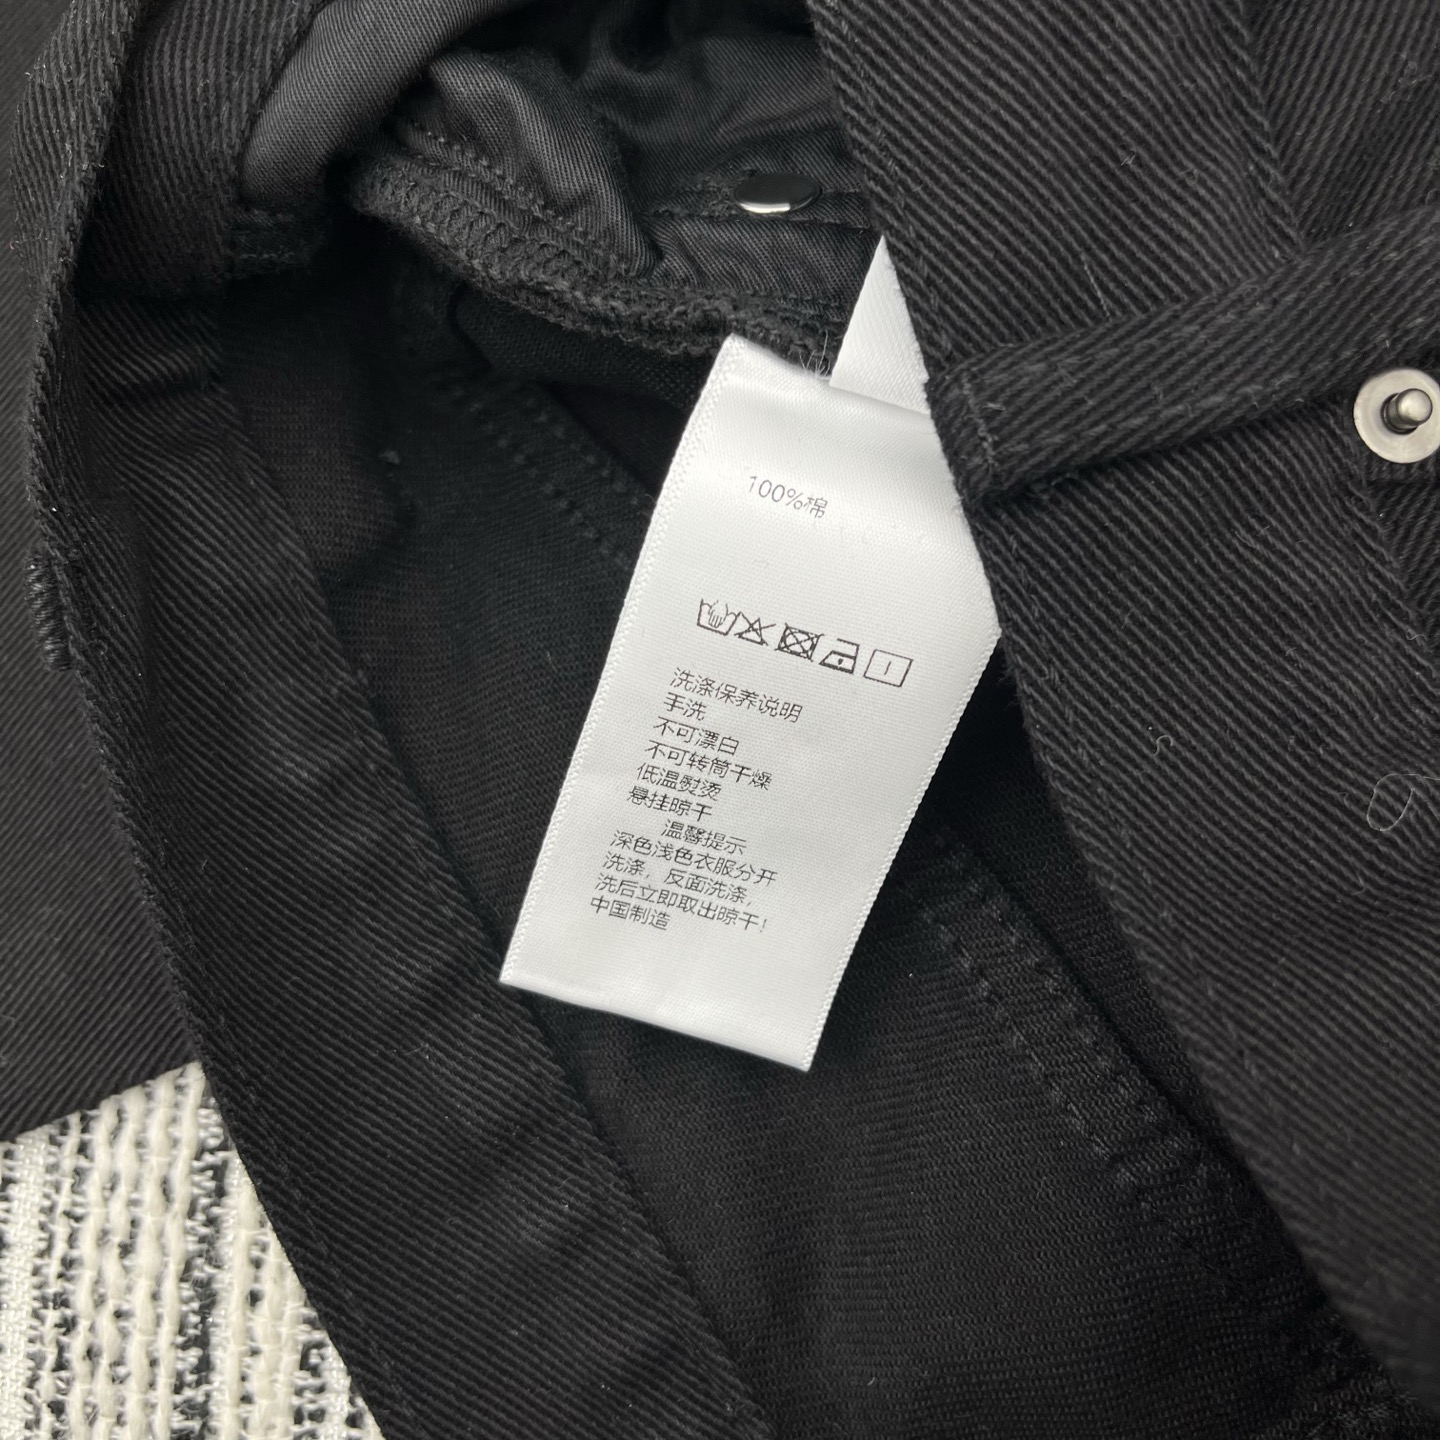 100%棉
洗涤保养说明
手洗
不可漂白
不可转筒干燥
低温熨烫
悬挂晾干
温馨提示
深色浅色衣服分开
洗涤，反面洗涤，
洗后立即取出晾干！
中国制造